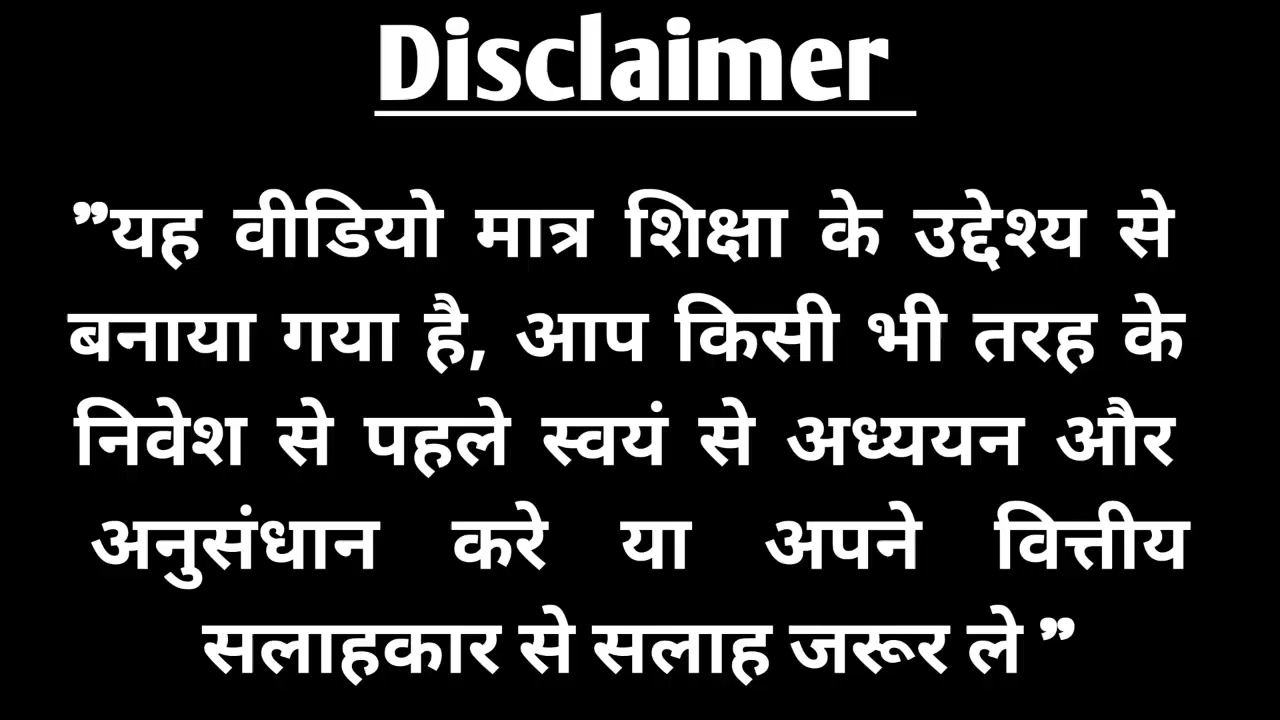 Disclaimer
”यह वीडियो मात्र शिक्षा के उद्देश्य से
बनाया गया है, आप किसी भी तरह के
निवेश से पहले स्वयं से अध्ययन और
अनुसंधान करे या अपने वित्तीय
सलाहकार से सलाह जरूर ले ”